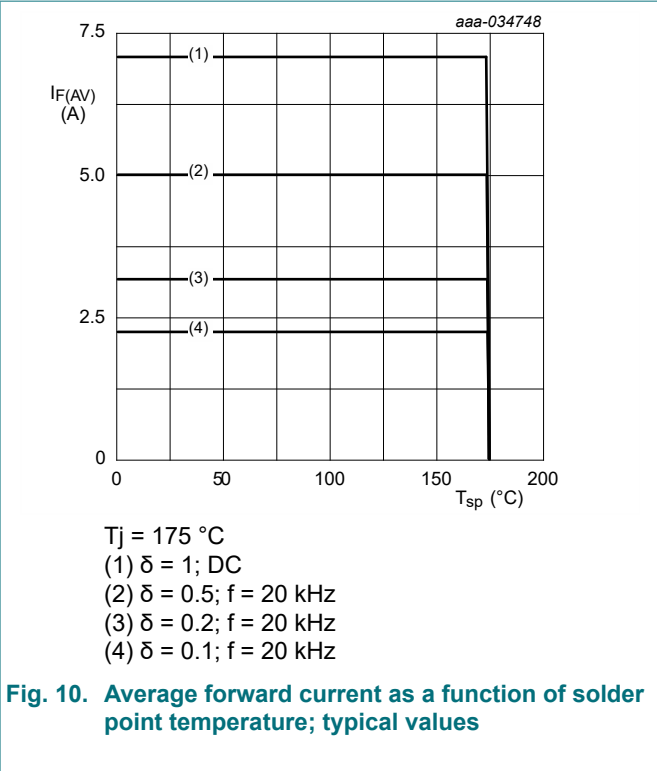 aaa-034748
7.5
I_F(AV)
(A)
(1)
5.0
(2)
(3)
2.5
(4)
0
0 50 100 150 200
T_sp (°C)
Tj = 175 °C
(1) δ = 1; DC
(2) δ = 0.5; f = 20 kHz
(3) δ = 0.2; f = 20 kHz
(4) δ = 0.1; f = 20 kHz
Fig. 10. Average forward current as a function of solder
point temperature; typical values